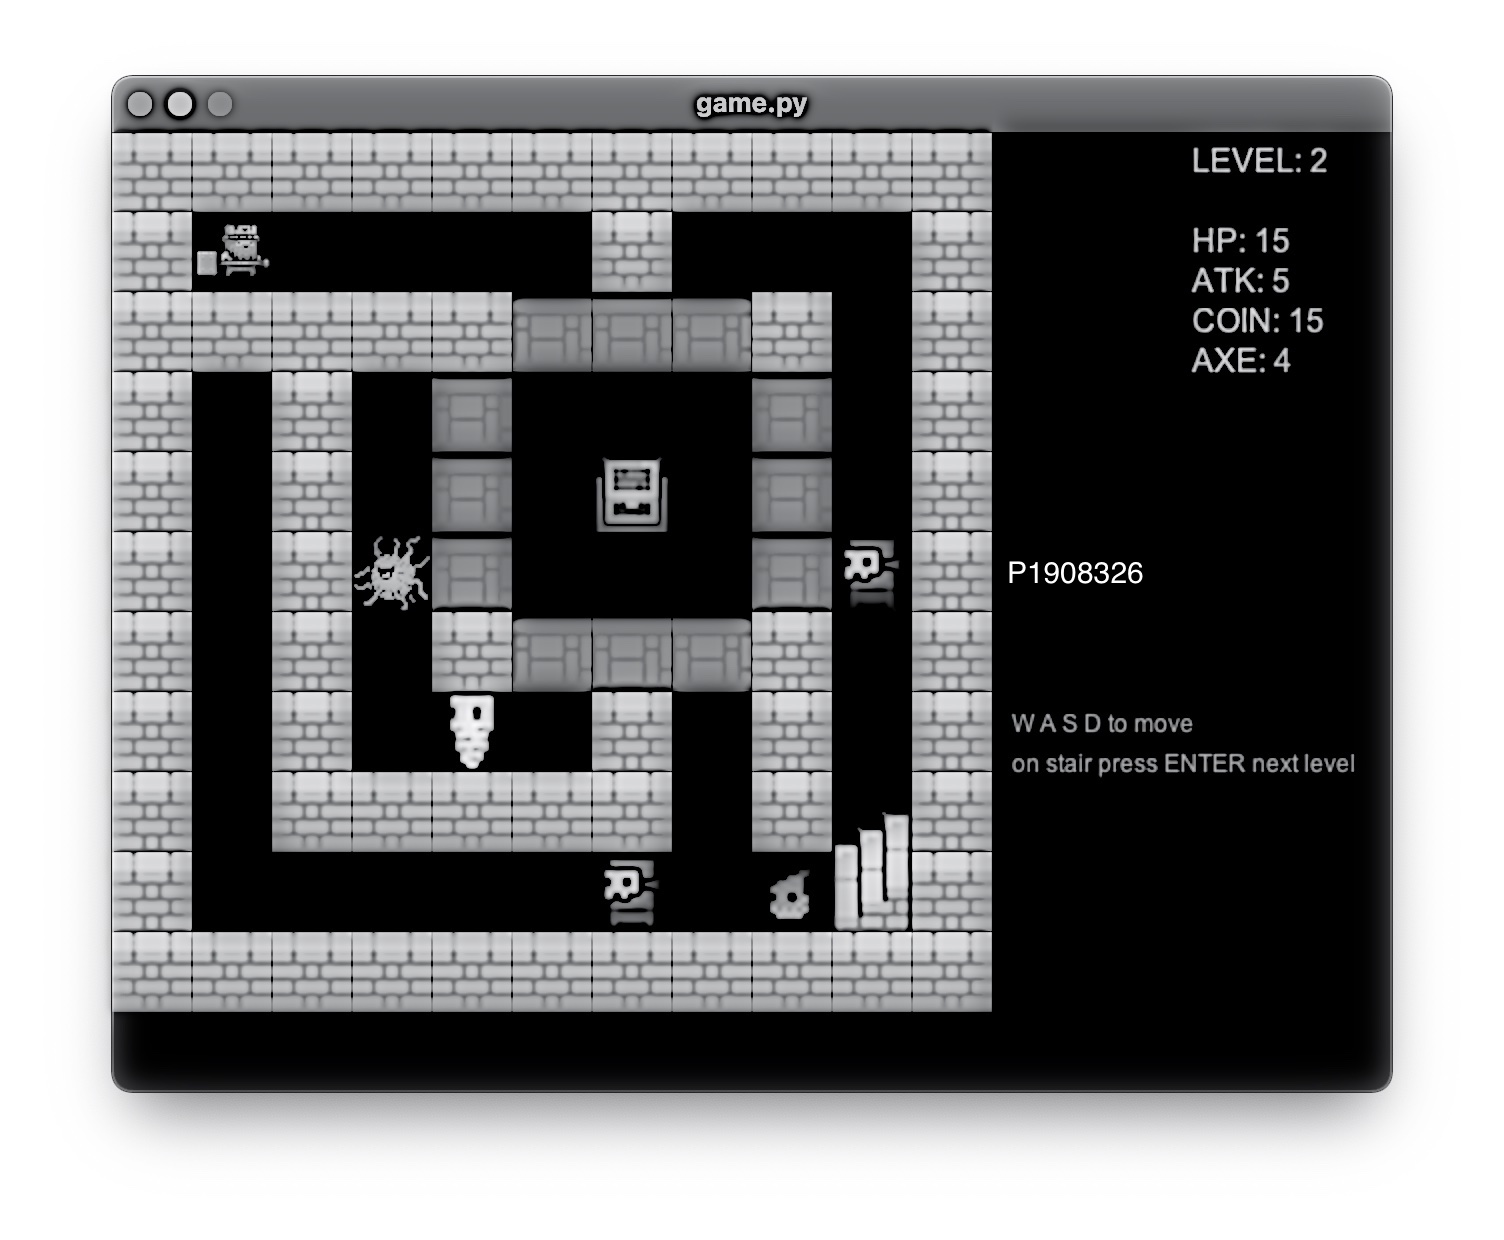 game.py
LEVEL: 2
HP: 15
ATK: 5
COIN: 15
AXE: 4
P1908326
W A S D to move
on stair press ENTER next level